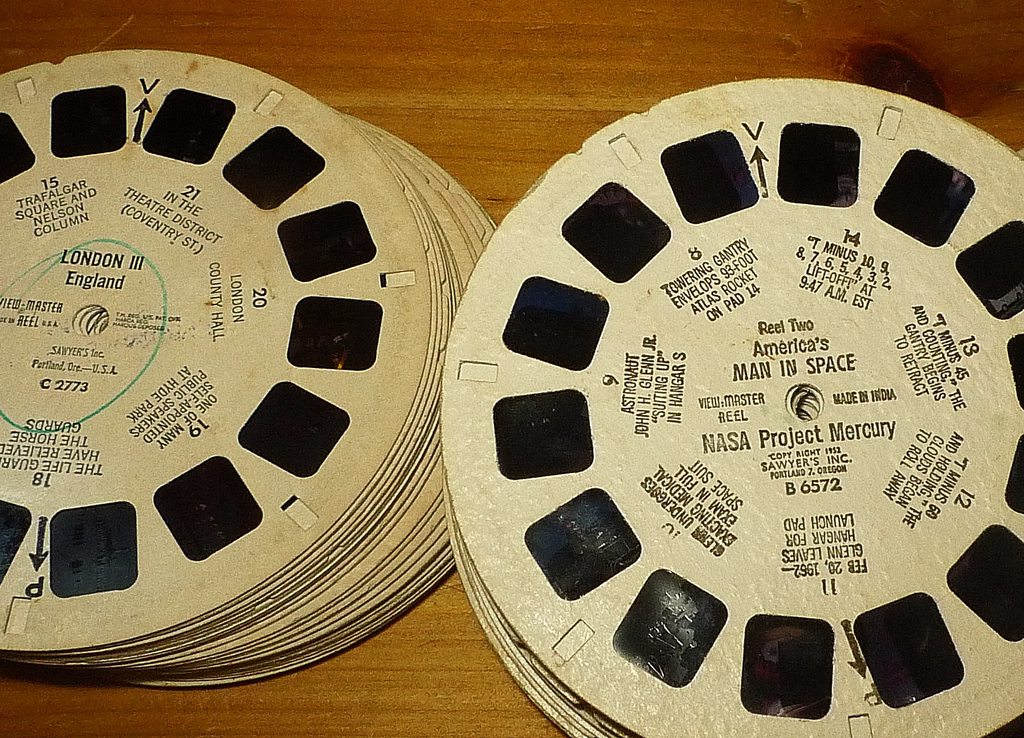 V
15
TRAFALGAR
SQUARE AND
NELSON
COLUMN
21
IN THE
THEATRE DISTRICT
(COVENTRY ST.)
LONDON III
England
VIEW-MASTER
REEL U.S.A.
SAWYER'S Inc.
Portland, Ore.—U.S.A.
C 2773
20
LONDON
COUNTY HALL
19
ONE OF MANY
SELF-APPOINTED
PUBLIC SPEAKERS
AT HYDE PARK
18
THE LIFE GUARDS
HAVE RELIEVED
THE HORSE
GUARDS
P
V
8
TOWERING GANTRY
ENVELOPS 93-FOOT
ATLAS ROCKET
ON PAD 14
14
"T MINUS 10, 9,
8, 7, 6, 5, 4, 3, 2,
LIFT-OFF" AT
9:47 A.M. EST
13
"T MINUS 45
AND COUNTING," THE
GANTRY BEGINS
TO RETRACT
Reel Two
America's
MAN IN SPACE
VIEW-MASTER
REEL
MADE IN INDIA
NASA Project Mercury
COPY RIGHT 1952
SAWYER'S INC.
PORTLAND 7, OREGON
B 6572
9
ASTRONAUT
JOHN H. GLENN JR.
"SUITING UP"
IN HANGAR S
12
"T MINUS 60
AND HOLDING," THE
CLOUDS BEGAN
TO ROLL AWAY
GLENN UNDERGOES
EXACTING MEDICAL
EXAM IN FULL
SPACE SUIT
11
FEB 20, 1962—
GLENN LEAVES
HANGAR FOR
LAUNCH PAD